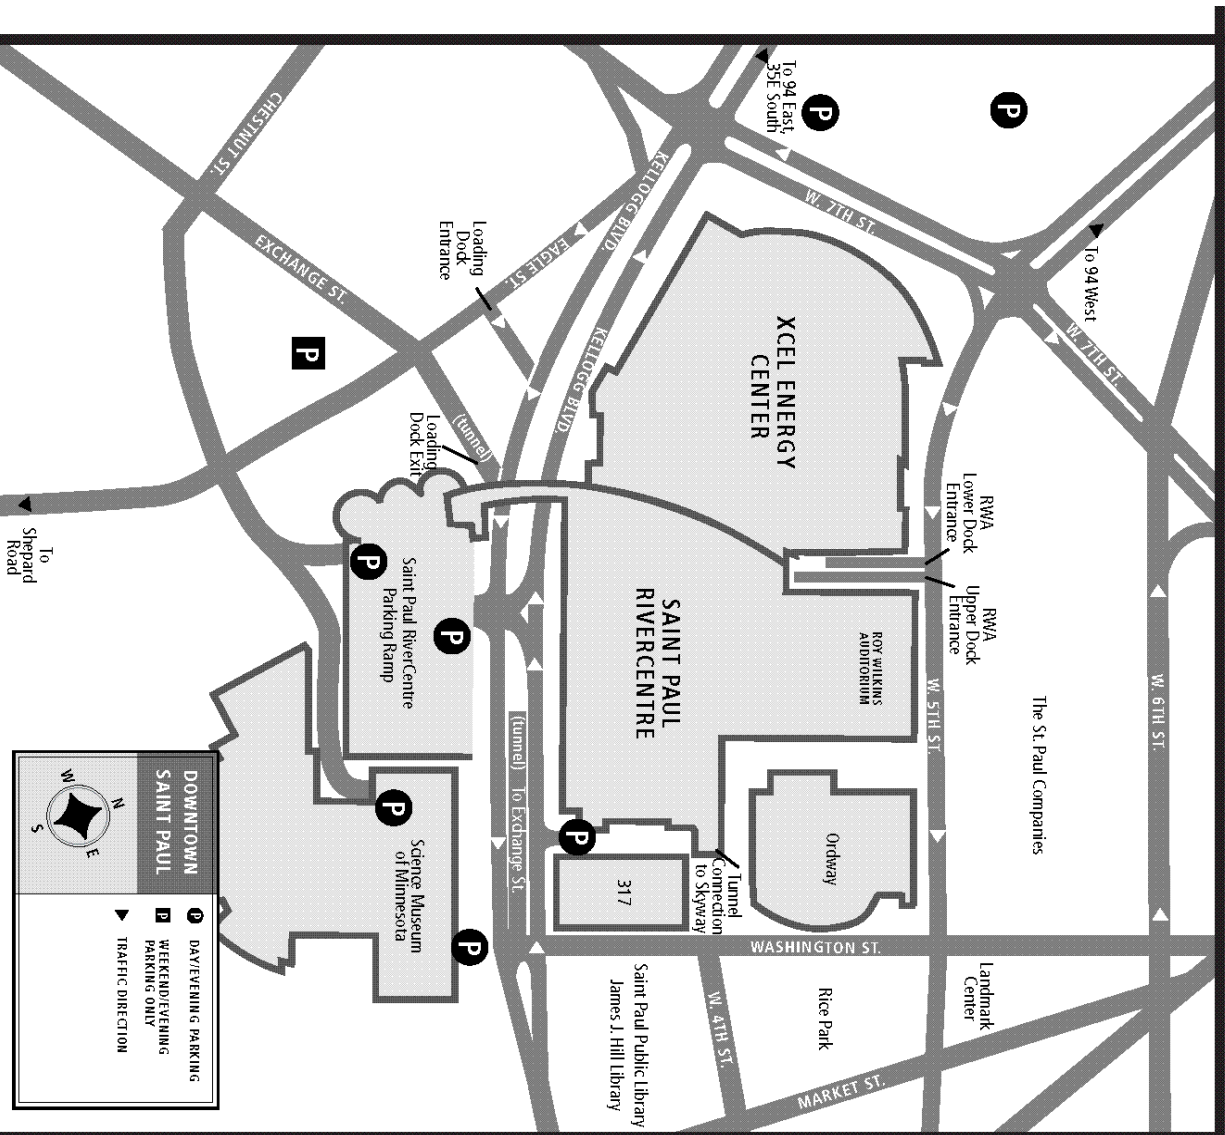 CHESTNUT ST.
EXCHANGE ST.
To 94 East,
35E South
P
P
KELLOGG BLVD.
W. 7TH ST.
To 94 West
W. 7TH ST.
Loading
Dock
Entrance
EAGLE ST.
KELLOGG BLVD.
XCEL ENERGY
CENTER
P
(tunnel)
Loading
Dock Exit
RWA
Lower Dock
Entrance
RWA
Upper Dock
Entrance
To
Shepard
Road
P
Saint Paul RiverCentre
Parking Ramp
P
SAINT PAUL
RIVERCENTRE
ROY WILKINS
AUDITORIUM
W. 5TH ST.
The St. Paul Companies
W. 6TH ST.
(tunnel) To Exchange St.
P
Science Museum
of Minnesota
P
P
317
Tunnel
Connection
to Skyway
Ordway
WASHINGTON ST.
Saint Paul Public Library
James J. Hill Library
W. 4TH ST.
Rice Park
Landmark
Center
MARKET ST.
DOWNTOWN
SAINT PAUL
N
W
E
S
P DAY/EVENING PARKING
P WEEKEND/EVENING
PARKING ONLY
TRAFFIC DIRECTION